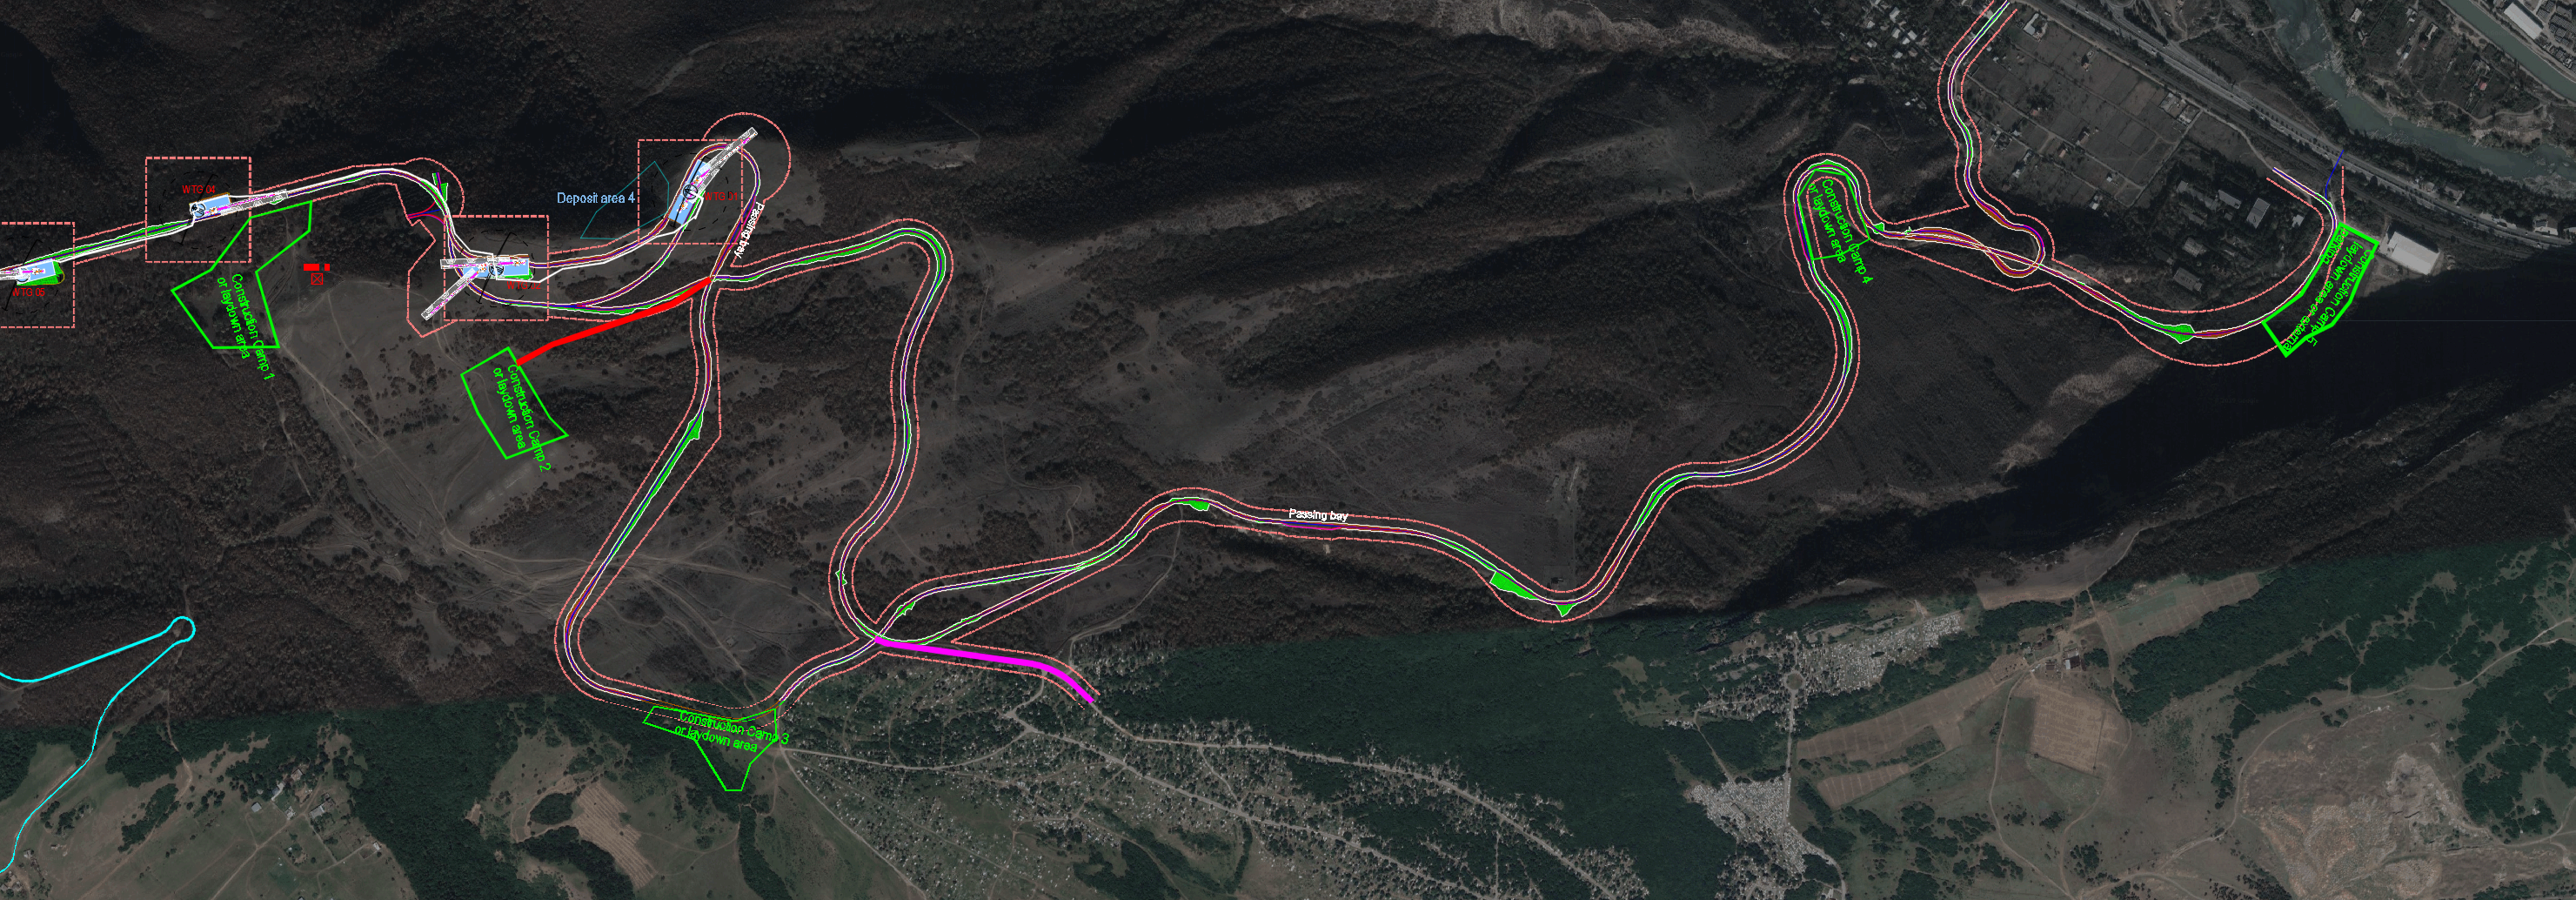 WTG 04
Deposit area 4
WTG 01
Passing bay
WTG 05
WTG 02
Construction Camp 1
or laydown area
Construction Camp 2
or laydown area
Construction Camp 4
or laydown area
Construction Camp 5
laydown area or
Passing bay
Construction Camp 3
or laydown area